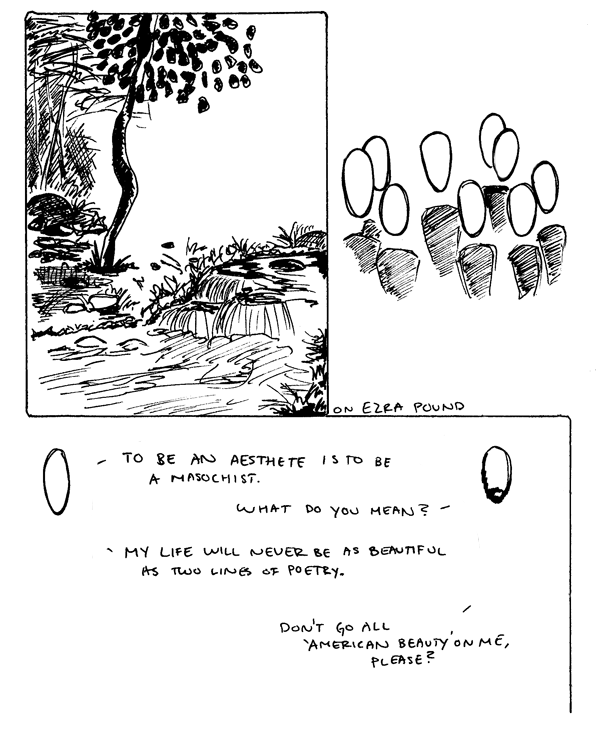 ON EZRA POUND
– TO BE AN AESTHETE IS TO BE
A MASOCHIST.
WHAT DO YOU MEAN? –
` MY LIFE WILL NEVER BE AS BEAUTIFUL
AS TWO LINES OF POETRY.
DON'T GO ALL
'AMERICAN BEAUTY' ON ME,
PLEASE?